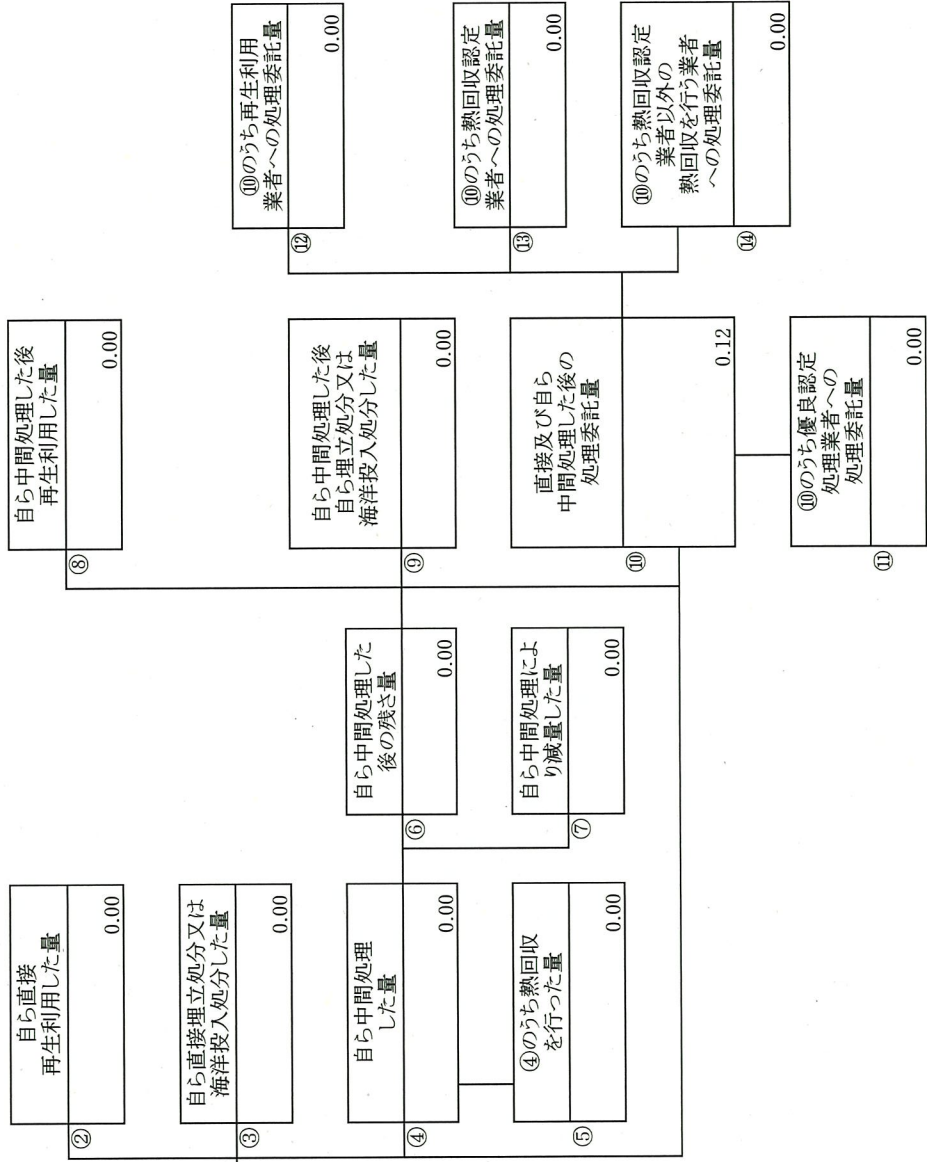 ②
自ら直接
再生利用した量
0.00
③
自ら直接埋立処分又は
海洋投入処分した量
0.00
④
自ら中間処理
した量
0.00
⑤
④のうち熱回収
を行った量
0.00
⑥
自ら中間処理した
後の残さ量
0.00
⑦
自ら中間処理によ
り減量した量
0.00
⑧
自ら中間処理した後
再生利用した量
0.00
⑨
自ら中間処理した後
自ら埋立処分又は
海洋投入処分した量
0.00
⑩
直接及び自ら
中間処理した後の
処理委託量
0.12
⑪
⑩のうち優良認定
処理業者への
処理委託量
0.00
⑫
⑩のうち再生利用
業者への処理委託量
0.00
⑬
⑩のうち熱回収認定
業者への処理委託量
0.00
⑭
⑩のうち熱回収認定
業者以外の
熱回収を行う業者
への処理委託量
0.00